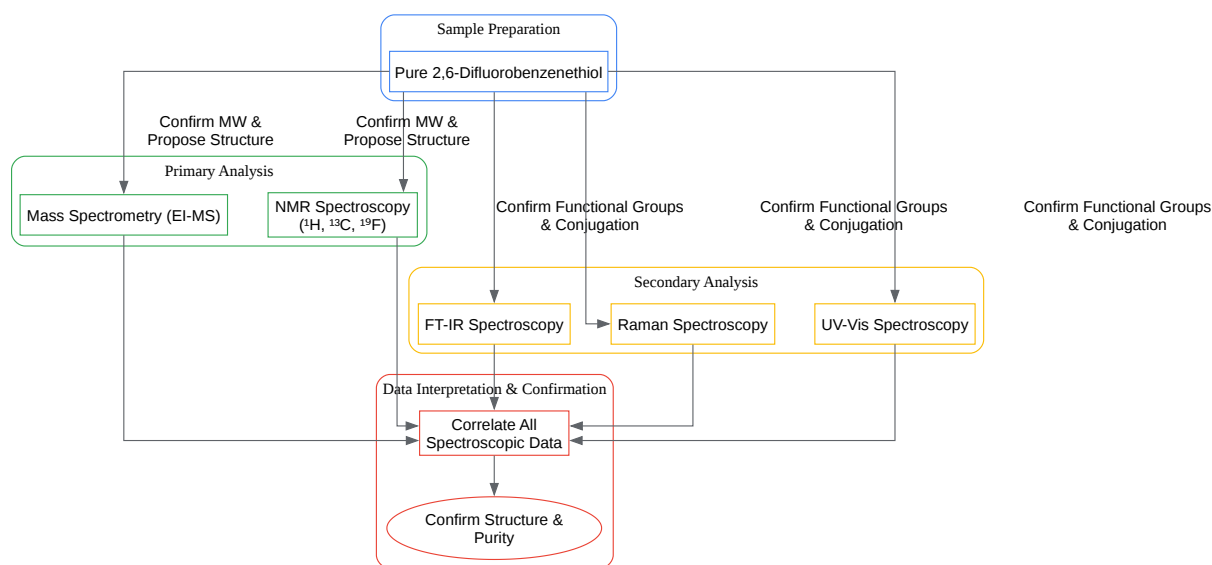 Sample Preparation
Pure 2,6-Difluorobenzenethiol
Confirm MW &
Propose Structure
Confirm MW &
Propose Structure
Primary Analysis
Mass Spectrometry (EI-MS)
NMR Spectroscopy
(¹H, ¹³C, ¹⁹F)
Confirm Functional Groups
& Conjugation
Confirm Functional Groups
& Conjugation
Confirm Functional Groups
& Conjugation
Secondary Analysis
FT-IR Spectroscopy
Raman Spectroscopy
UV-Vis Spectroscopy
Data Interpretation & Confirmation
Correlate All
Spectroscopic Data
Confirm Structure &
Purity